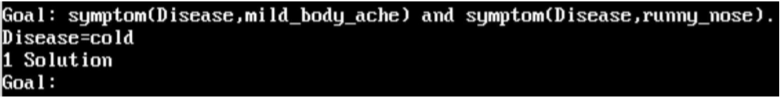 Goal: symptom(Disease,mild_body_ache) and symptom(Disease,runny_nose).
Disease=cold
1 Solution
Goal: